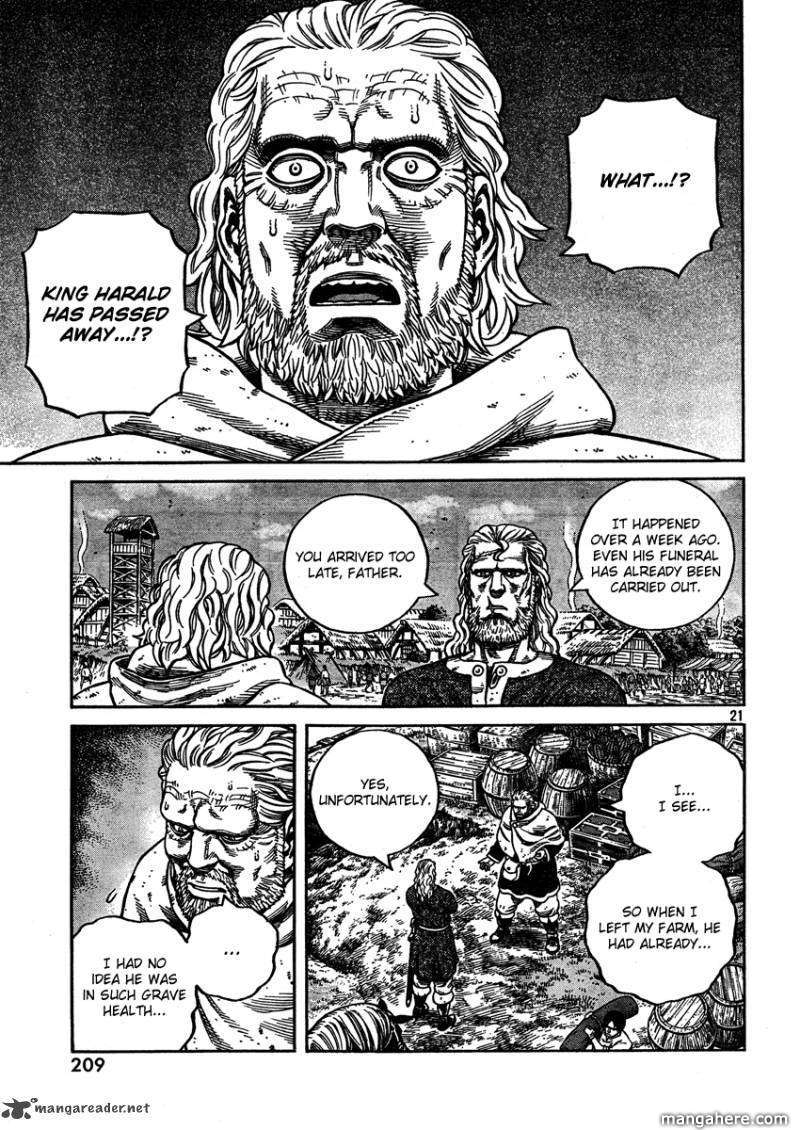 WHAT...!?
KING HARALD
HAS PASSED
AWAY...!?
IT HAPPENED
OVER A WEEK AGO.
EVEN HIS FUNERAL
HAS ALREADY BEEN
CARRIED OUT.
YOU ARRIVED TOO
LATE, FATHER.
21
I...
I SEE...
SO WHEN I
LEFT MY FARM, HE
HAD ALREADY...
YES,
UNFORTUNATELY.
...
I HAD NO
IDEA HE WAS
IN SUCH GRAVE
HEALTH...
209
mangareader.net
mangahere.com